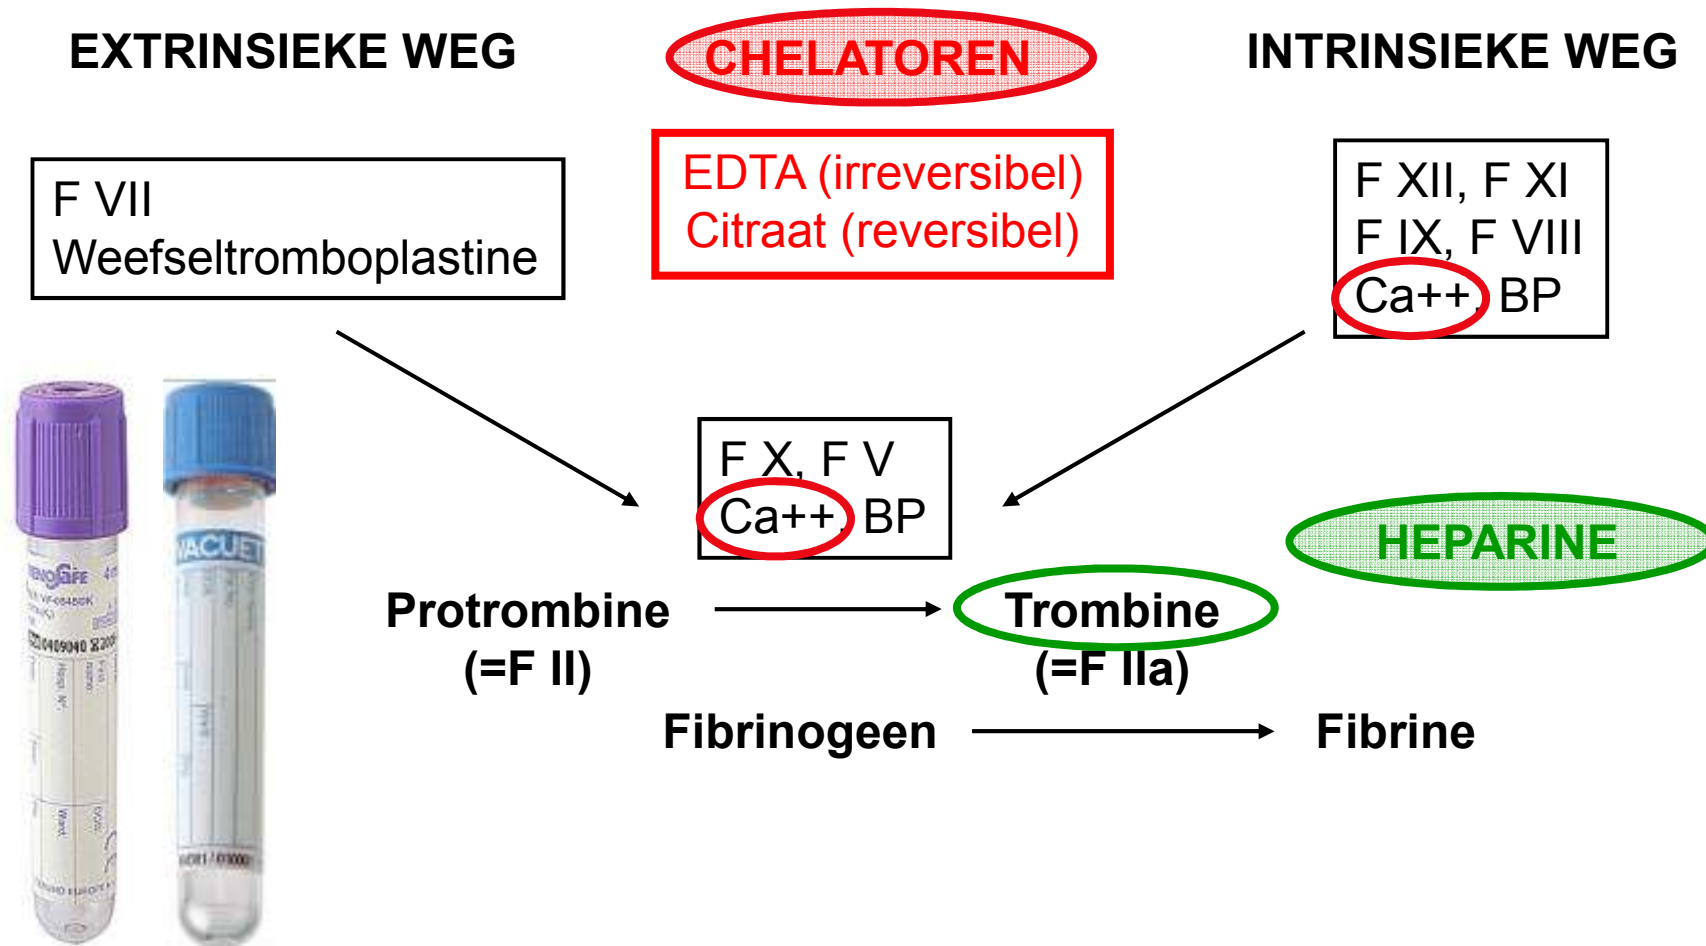 EXTRINSIEKE WEG
CHELATOREN
INTRINSIEKE WEG
F VII
Weefseltromboplastine
EDTA (irreversibel)
Citraat (reversibel)
F XII, F XI
F IX, F VIII
Ca++, BP
F X, F V
Ca++, BP
HEPARINE
Protrombine
(=F II)
Trombine
(=F IIa)
Fibrinogeen
Fibrine
VACUET